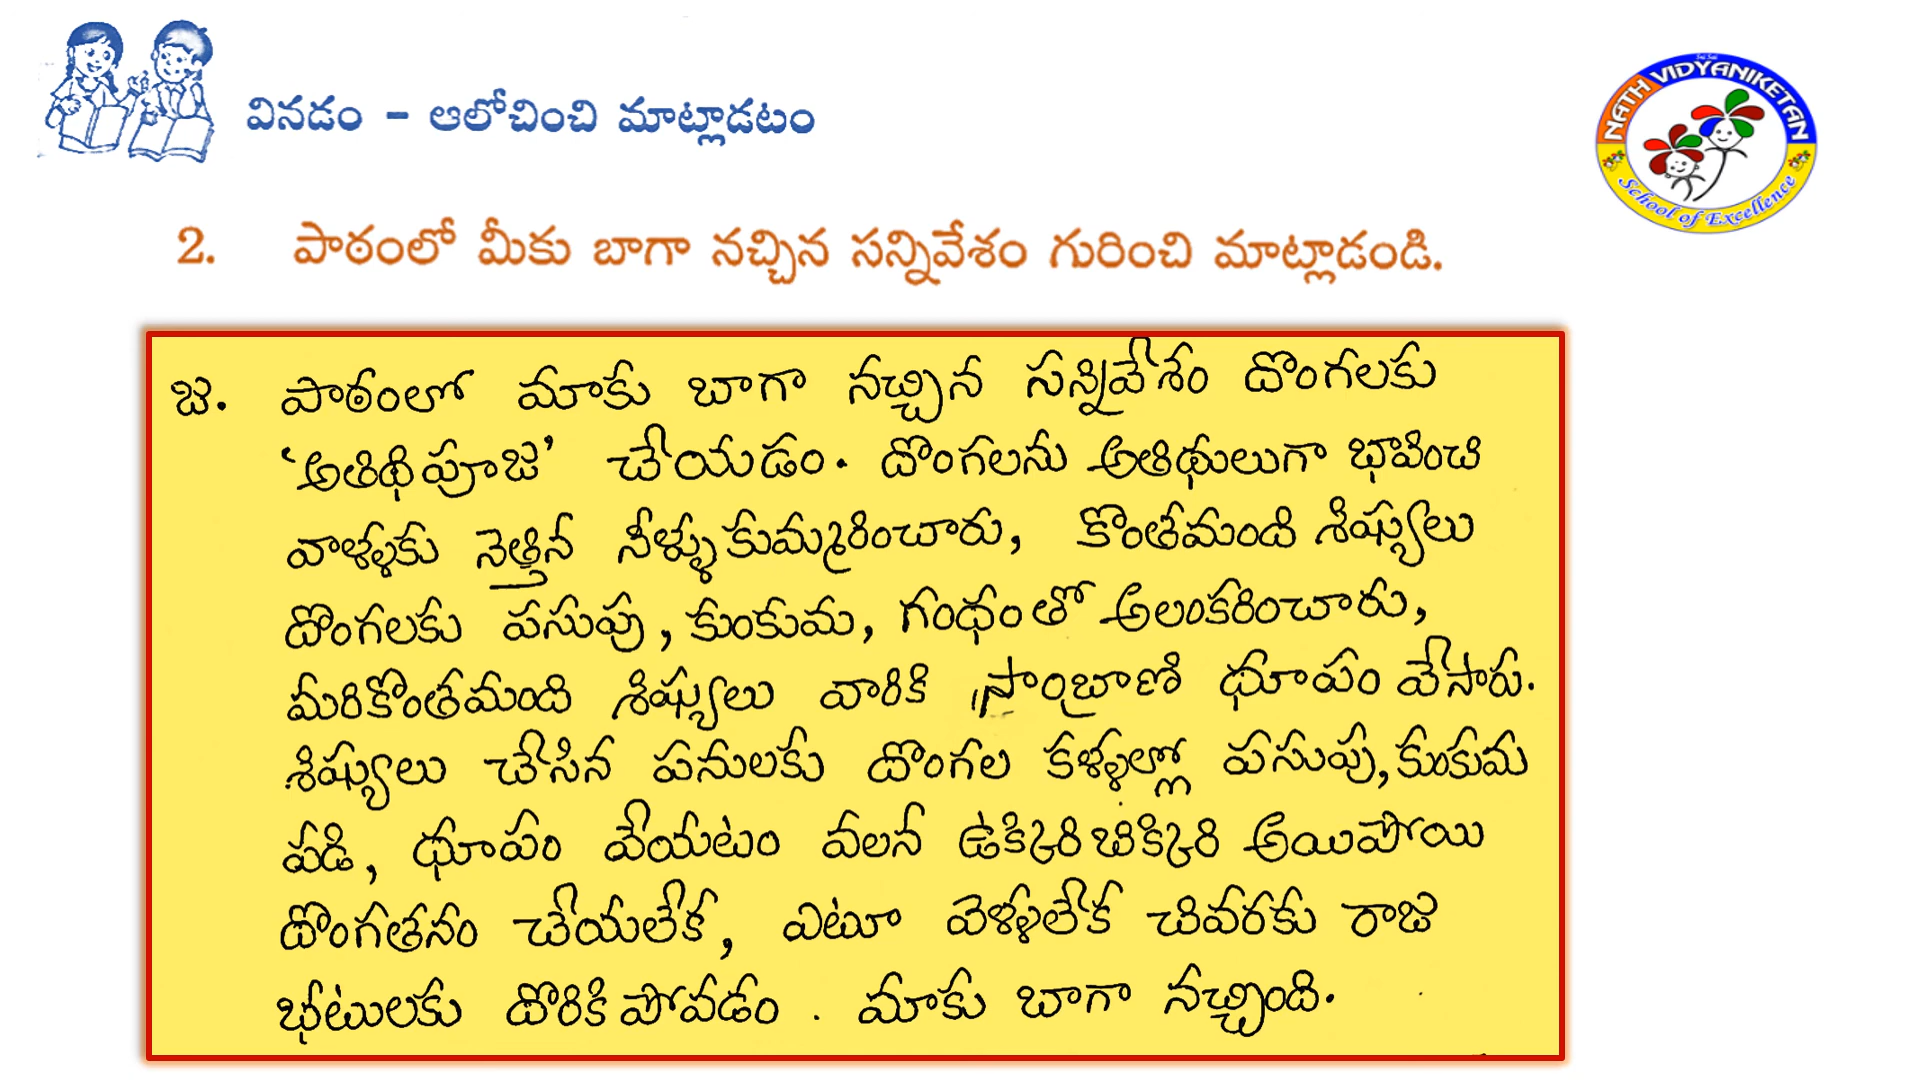 వినడం - ఆలోచించి మాట్లాడటం
NATH VIDYANIKETAN
School of Excellence
2. పాఠంలో మీకు బాగా నచ్చిన సన్నివేశం గురించి మాట్లాడండి.
జ. పాఠంలో మాకు బాగా నచ్చిన సన్నివేశం దొంగలకు
‘అతిథిపూజ’ చేయడం. దొంగలను అతిథులుగా భావించి
వాళ్ళకు నెత్తిన నీళ్ళుకుమ్మరించారు, కొంతమంది శిష్యులు
దొంగలకు పసుపు, కుంకుమ, గంధంతో అలంకరించారు,
మరికొంతమంది శిష్యులు వారికి సాంబ్రాణి ధూపం వేసారు.
శిష్యులు చేసిన పనులకు దొంగల కళ్ళల్లో పసుపు, కుంకుమ
పడి, ధూపం వేయటం వలన ఉక్కిరిబిక్కిరి అయిపోయి
దొంగతనం చేయలేక, ఎటూ వెళ్ళలేక చివరకు రాజ
భటులకు దొరికిపోవడం . మాకు బాగా నచ్చింది.